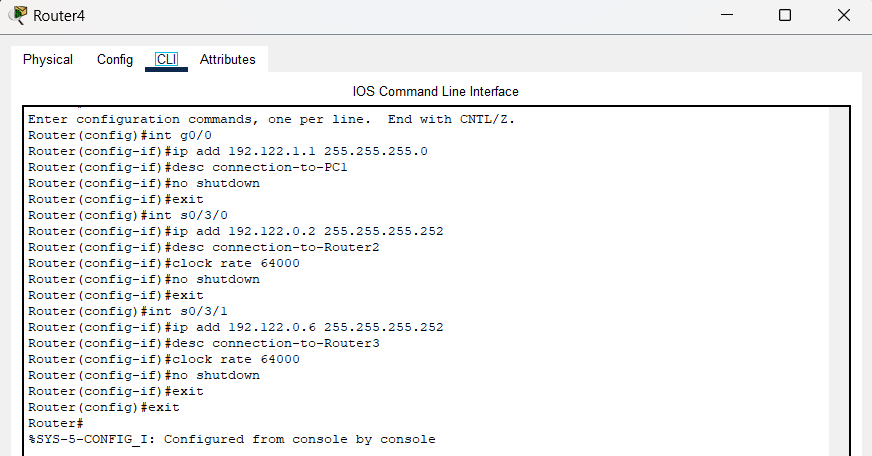 Router4
Physical Config CLI Attributes
IOS Command Line Interface
Enter configuration commands, one per line.  End with CNTL/Z.
Router(config)#int g0/0
Router(config-if)#ip add 192.122.1.1 255.255.255.0
Router(config-if)#desc connection-to-PC1
Router(config-if)#no shutdown
Router(config-if)#exit
Router(config)#int s0/3/0
Router(config-if)#ip add 192.122.0.2 255.255.255.252
Router(config-if)#desc connection-to-Router2
Router(config-if)#clock rate 64000
Router(config-if)#no shutdown
Router(config-if)#exit
Router(config)#int s0/3/1
Router(config-if)#ip add 192.122.0.6 255.255.255.252
Router(config-if)#desc connection-to-Router3
Router(config-if)#clock rate 64000
Router(config-if)#no shutdown
Router(config-if)#exit
Router(config)#exit
Router#
%SYS-5-CONFIG_I: Configured from console by console